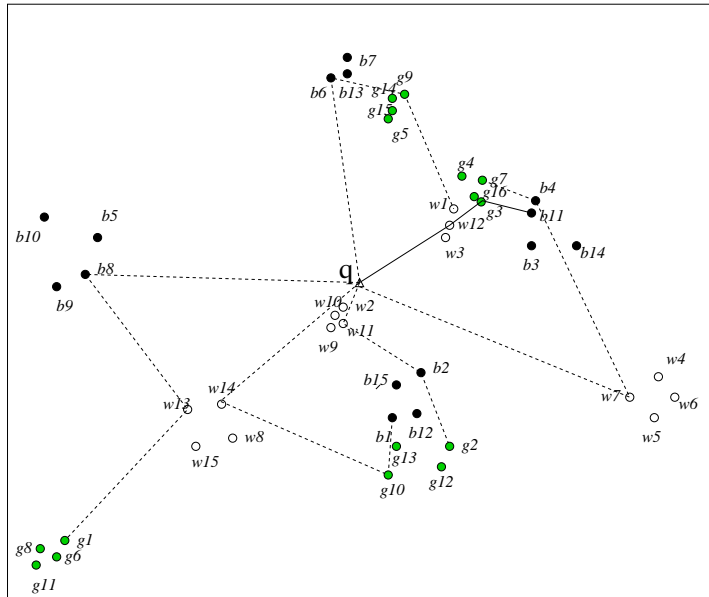 b7
b6 b13 g14 g9
g15
g5
g4 g7
b4
w1 g16
g3 b11
b10 b5 w12
w3 b3 b14
b8 q
b9
w10 w2
w9 w11
w4
b2
b15
w13 w14 w7 w6
b1 b12 w5
w8
w15 g13 g2
g10 g12
g8 g1
g6
g11